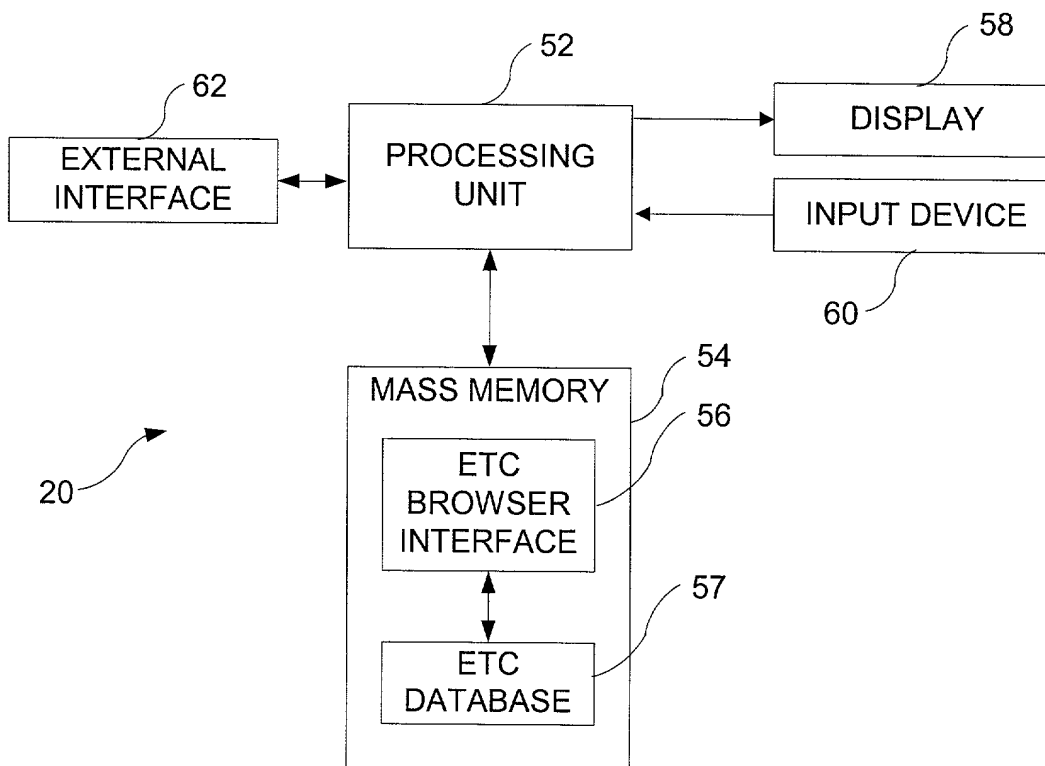 58
52
62
DISPLAY
EXTERNAL
INTERFACE
PROCESSING
UNIT
INPUT DEVICE
60
54
MASS MEMORY
56
ETC
BROWSER
INTERFACE
20
57
ETC
DATABASE